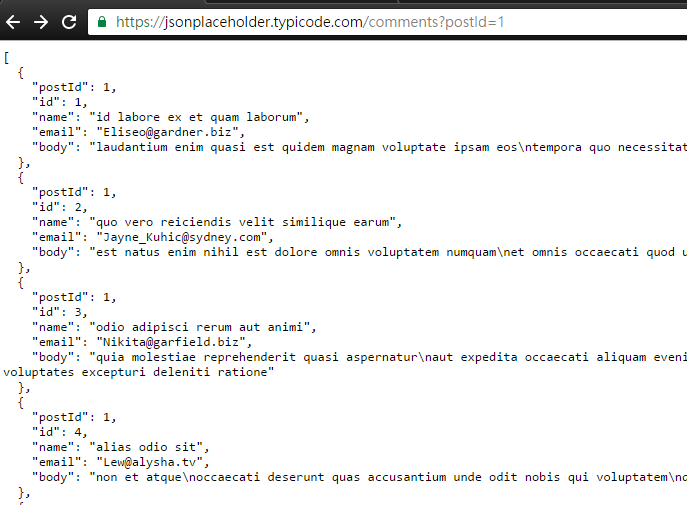 https://jsonplaceholder.typicode.com/comments?postId=1
[
  {
    "postId": 1,
    "id": 1,
    "name": "id labore ex et quam laborum",
    "email": "Eliseo@gardner.biz",
    "body": "laudantium enim quasi est quidem magnam voluptate ipsam eos\ntempora quo necessitat
  },
  {
    "postId": 1,
    "id": 2,
    "name": "quo vero reiciendis velit similique earum",
    "email": "Jayne_Kuhic@sydney.com",
    "body": "est natus enim nihil est dolore omnis voluptatem numquam\net omnis occaecati quod u
  },
  {
    "postId": 1,
    "id": 3,
    "name": "odio adipisci rerum aut animi",
    "email": "Nikita@garfield.biz",
    "body": "quia molestiae reprehenderit quasi aspernatur\naut expedita occaecati aliquam eveni
voluptates excepturi deleniti ratione"
  },
  {
    "postId": 1,
    "id": 4,
    "name": "alias odio sit",
    "email": "Lew@alysha.tv",
    "body": "non et atque\noccaecati deserunt quas accusantium unde odit nobis qui voluptatem\n
  },
  {